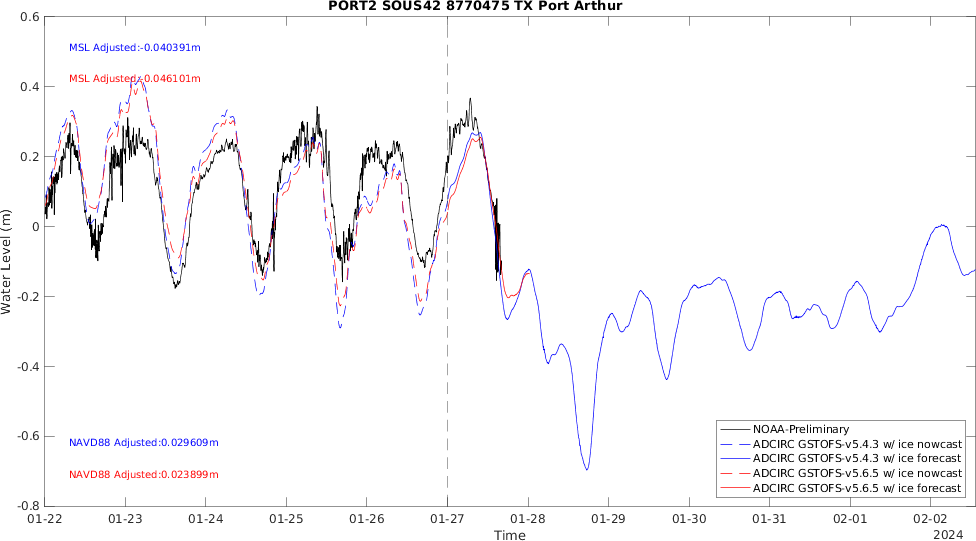 PORT2 SOUS42 8770475 TX Port Arthur
MSL Adjusted:-0.040391m
MSL Adjusted:-0.046101m
NAVD88 Adjusted:0.029609m
NAVD88 Adjusted:0.023899m
Water Level (m)
0.6
0.4
0.2
0
-0.2
-0.4
-0.6
-0.8
NOAA-Preliminary
ADCIRC GSTOFS-v5.4.3 w/ ice nowcast
ADCIRC GSTOFS-v5.4.3 w/ ice forecast
ADCIRC GSTOFS-v5.6.5 w/ ice nowcast
ADCIRC GSTOFS-v5.6.5 w/ ice forecast
01-22 01-23 01-24 01-25 01-26 01-27 01-28 01-29 01-30 01-31 02-01 02-02
2024
Time